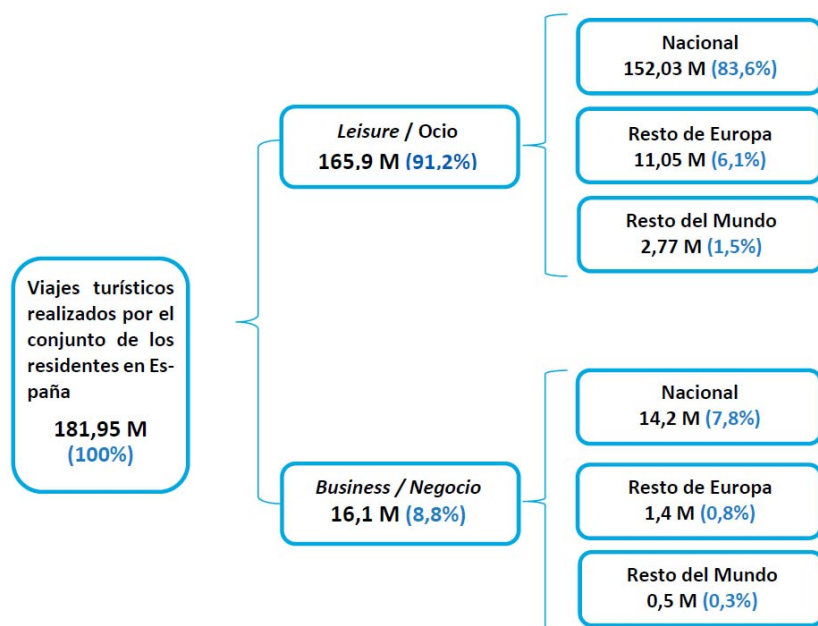 Viajes turísticos
realizados por el
conjunto de los
residentes en Es-
paña
181,95 M
(100%)
Leisure / Ocio
165,9 M (91,2%)
Nacional
152,03 M (83,6%)
Resto de Europa
11,05 M (6,1%)
Resto del Mundo
2,77 M (1,5%)
Business / Negocio
16,1 M (8,8%)
Nacional
14,2 M (7,8%)
Resto de Europa
1,4 M (0,8%)
Resto del Mundo
0,5 M (0,3%)